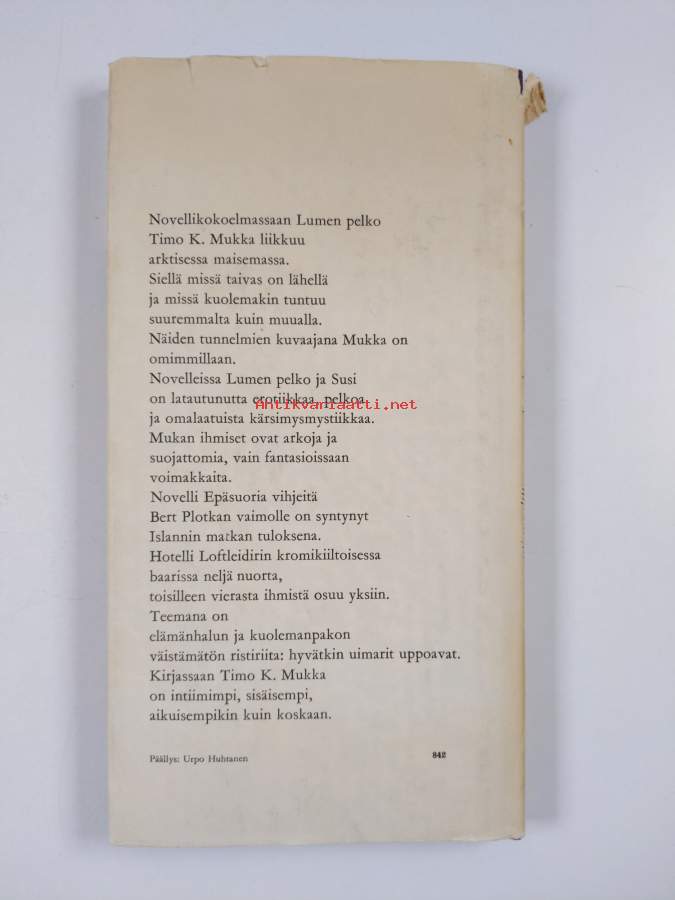 Novellikokoelmassaan Lumen pelko
Timo K. Mukka liikkuu
arktisessa maisemassa.
Siellä missä taivas on lähellä
ja missä kuolemakin tuntuu
suuremmalta kuin muualla.
Näiden tunnelmien kuvaajana Mukka on
omimmillaan.
Novelleissa Lumen pelko ja Susi
on latautunutta erotiikkaa, pelkoa
Antikvariaatti.net
ja omalaatuista kärsimysmystiikkaa.
Mukan ihmiset ovat arkoja ja
suojattomia, vain fantasioissaan
voimakkaita.
Novelli Epäsuoria vihjeitä
Bert Plotkan vaimolle on syntynyt
Islannin matkan tuloksena.
Hotelli Loftleidirin kromikiiltoisessa
baarissa neljä nuorta,
toisilleen vierasta ihmistä osuu yksiin.
Teemana on
elämänhalun ja kuolemanpakon
väistämätön ristiriita: hyvätkin uimarit uppoavat.
Kirjassaan Timo K. Mukka
on intiimimpi, sisäisempi,
aikuisempikin kuin koskaan.
Päällys: Urpo Huhtanen 842